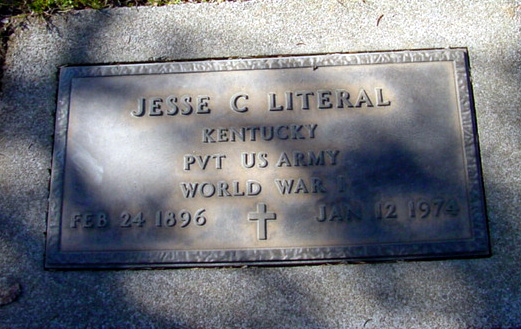 JESSE C LITERAL
KENTUCKY
PVT US ARMY
WORLD WAR I
FEB 24 1896 JAN 12 1974